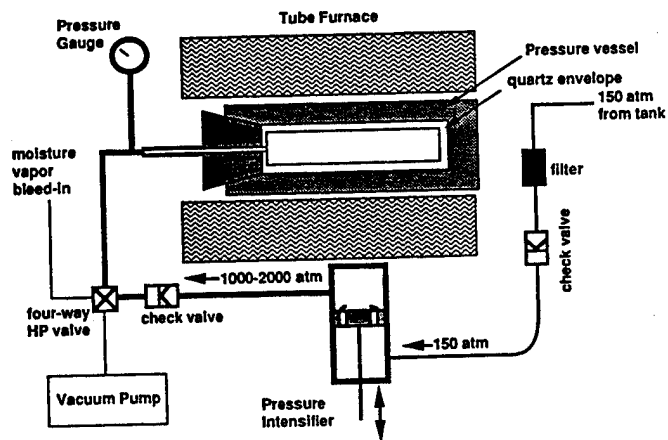 Tube Furnace
Pressure
Gauge
Pressure vessel
quartz envelope
150 atm
from tank
moisture
vapor
bleed-in
filter
check valve
1000-2000 atm
four-way
HP valve
check valve
150 atm
Vacuum Pump
Pressure
Intensifier